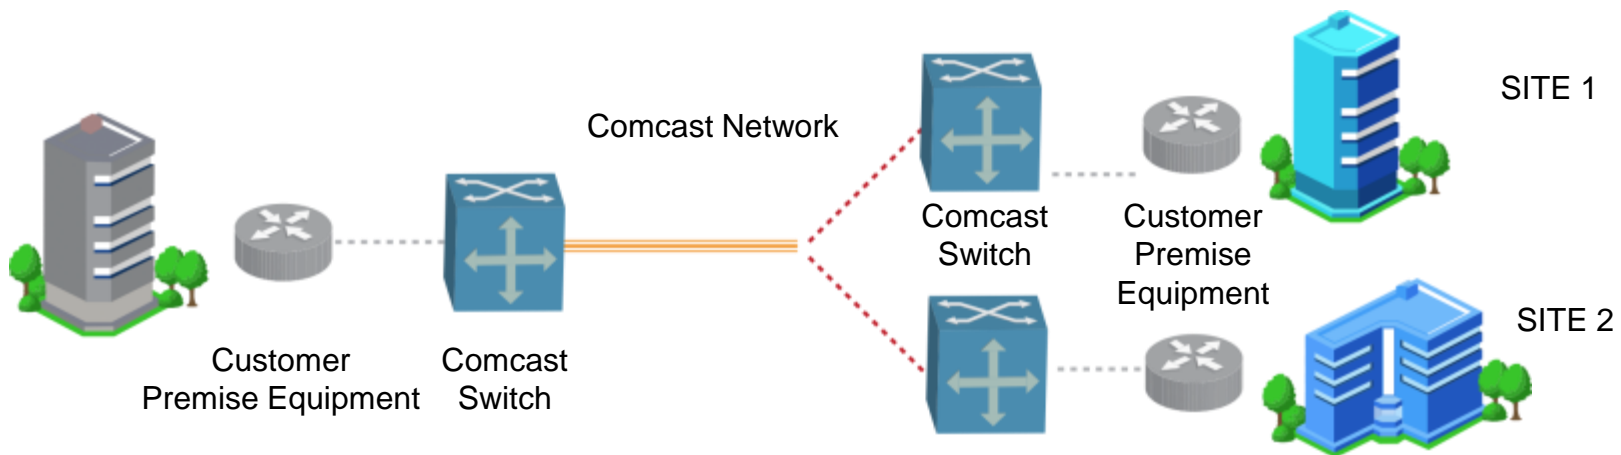 SITE 1
Comcast Network
Comcast
Switch
Customer
Premise
Equipment
SITE 2
Customer
Premise Equipment
Comcast
Switch